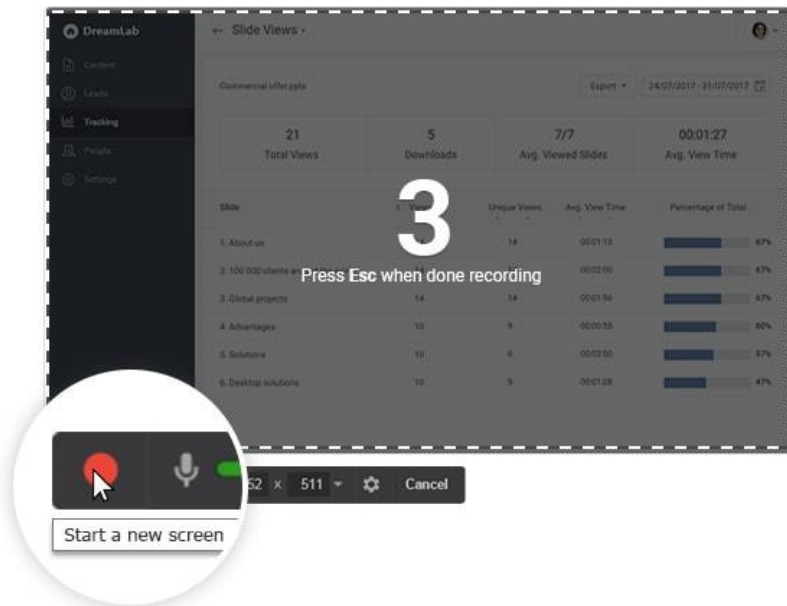 DreamLab
← Slide Views
Content
Leads
Tracking
People
Settings
Commercial offer.pptx
Export
24/07/2017 - 31/07/2017
21
Total Views
5
Downloads
7/7
Avg. Viewed Slides
00:01:27
Avg. View Time
3
Press Esc when done recording
Slide Views Unique Views Avg. View Time Percentage of Total
1. About us 14 00:01:13 67%
2. 100 000 clients 00:02:00 67%
3. Global projects 14 14 00:01:56 67%
4. Advantages 10 9 00:00:53 60%
5. Solutions 10 6 00:02:50 57%
6. Desktop solutions 10 5 00:01:28 47%
52 x 511
Cancel
Start a new screen